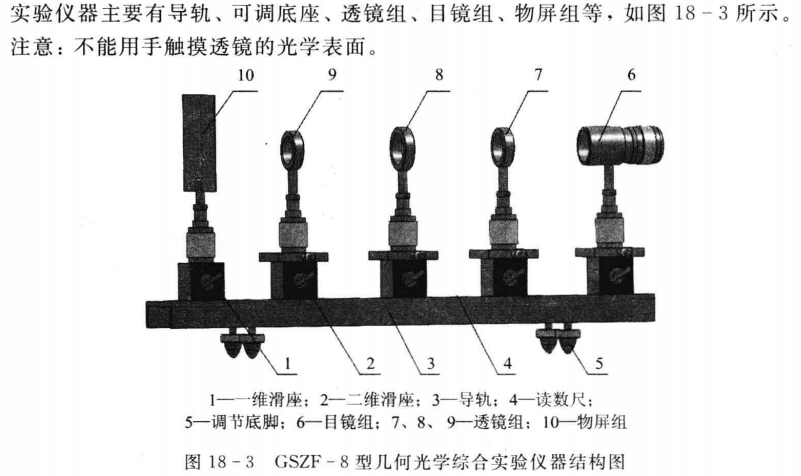 实验仪器主要有导轨、可调底座、透镜组、目镜组、物屏组等，如图 18-3 所示。
注意：不能用手触摸透镜的光学表面。
10 9 8 7 6
1 2 3 4 5
1—一维滑座；2—二维滑座；3—导轨；4—读数尺；
5—调节底脚；6—目镜组；7、8、9—透镜组；10—物屏组
图 18-3 GSZF-8 型几何光学综合实验仪器结构图